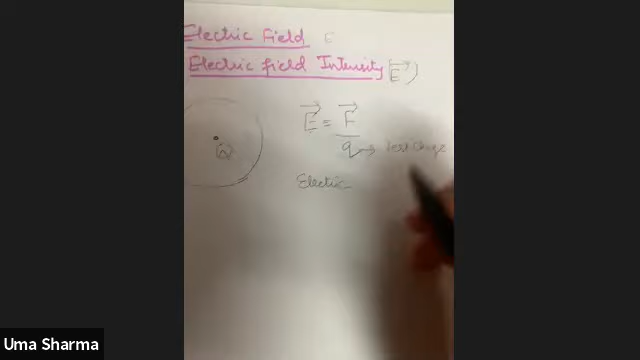 Electric Field E
Electric field Intensity (E)
E = F
q → test charge
Q
Electric
Uma Sharma